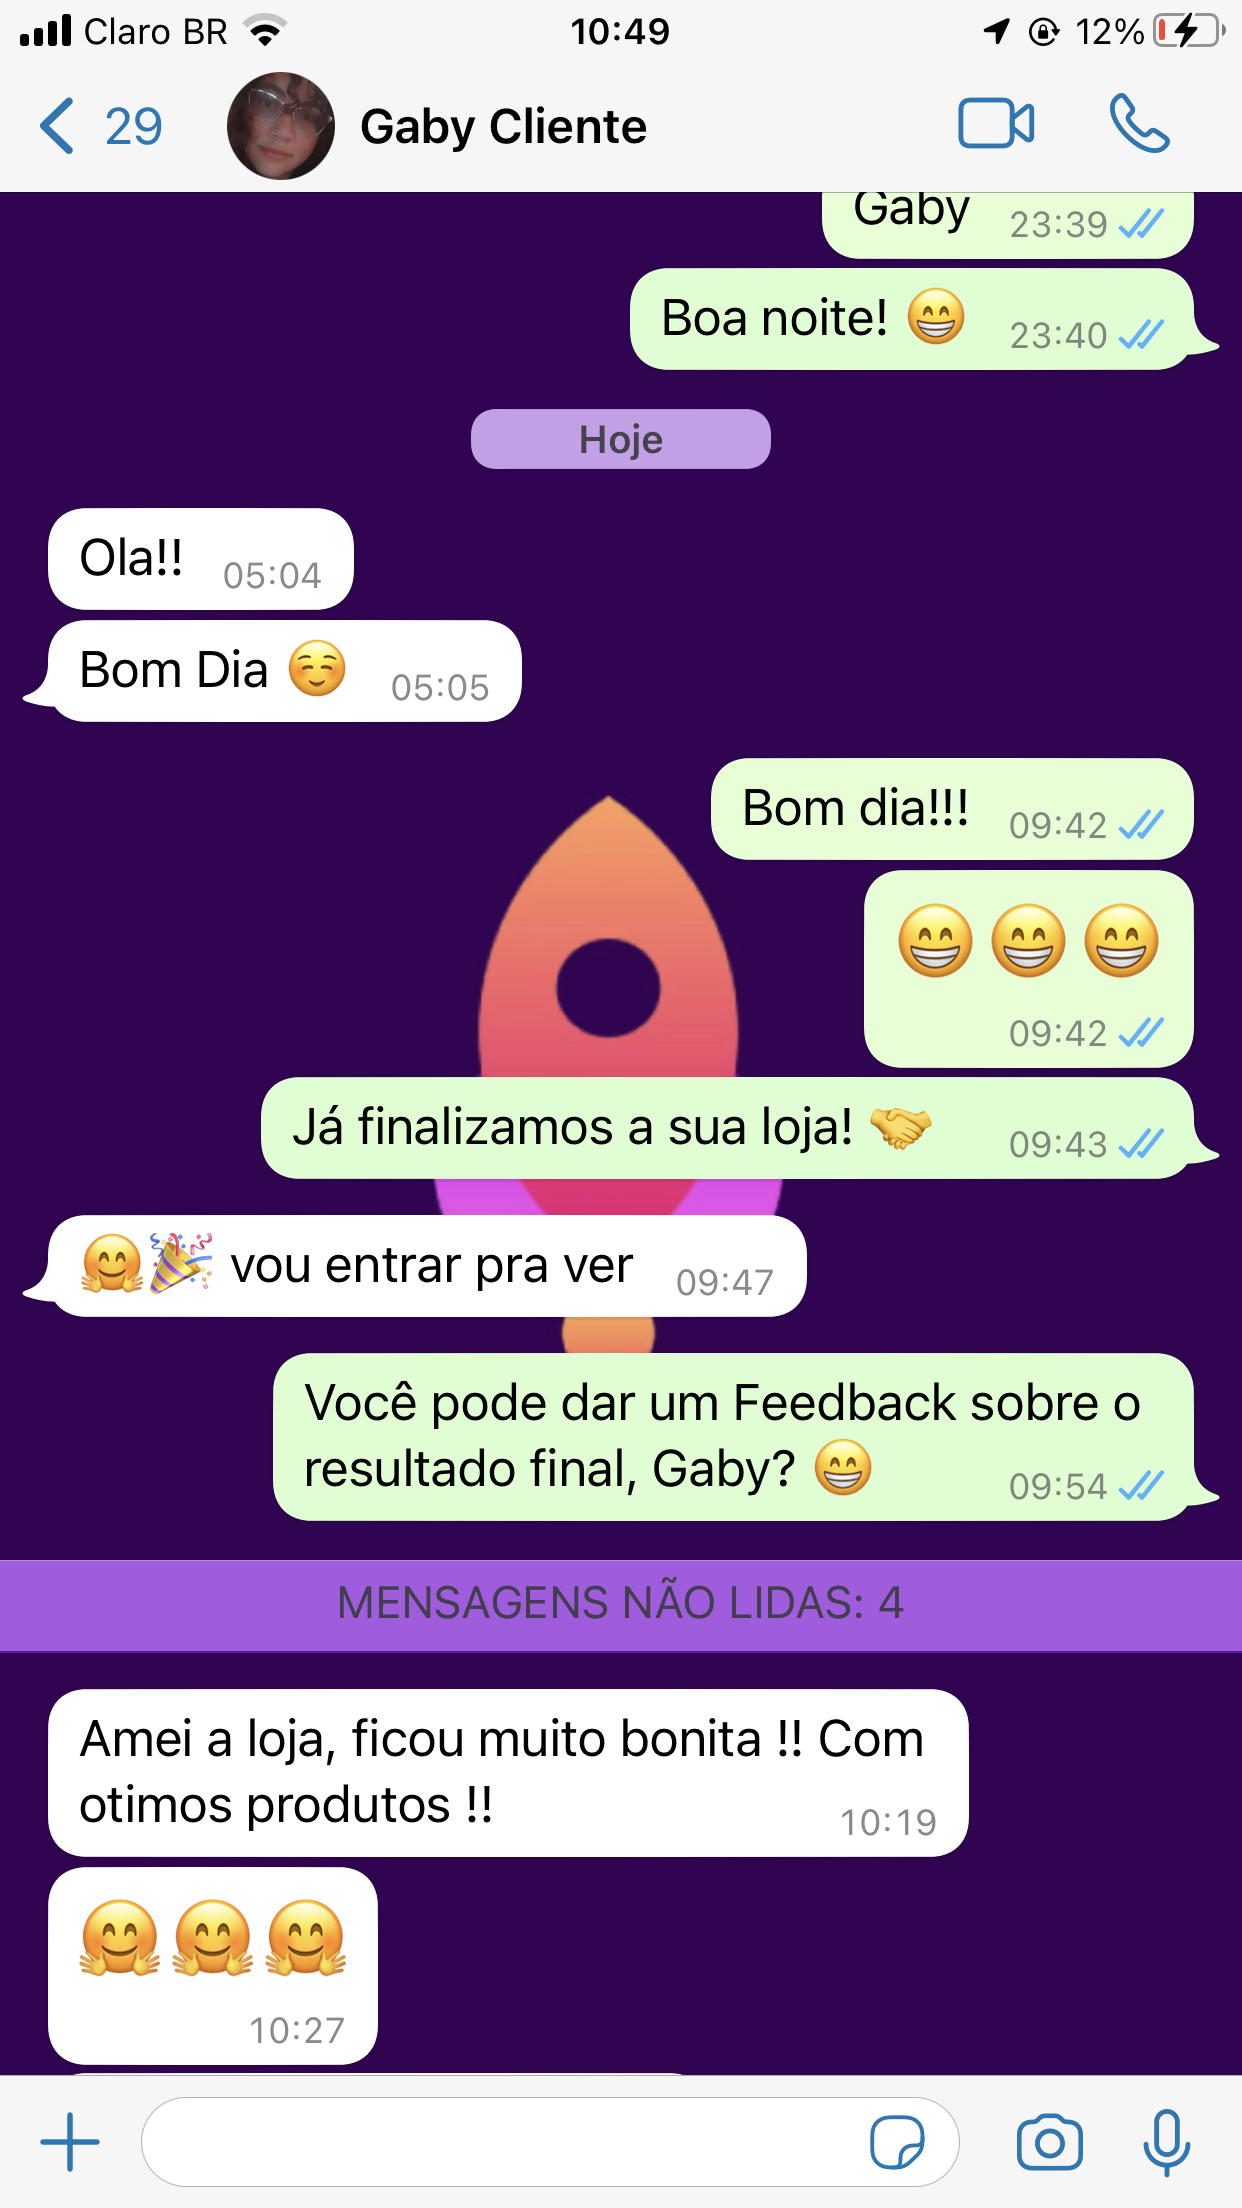 Claro BR
10:49
12%
29
Gaby Cliente
Gaby 23:39
Boa noite! 😁 23:40
Hoje
Ola!! 05:04
Bom Dia ☺️ 05:05
Bom dia!!! 09:42
😁😁😁
09:42
Já finalizamos a sua loja! 🤝 09:43
🤗🎉 vou entrar pra ver 09:47
Você pode dar um Feedback sobre o
resultado final, Gaby? 😁 09:54
MENSAGENS NÃO LIDAS: 4
Amei a loja, ficou muito bonita !! Com
otimos produtos !! 10:19
🤗🤗🤗
10:27